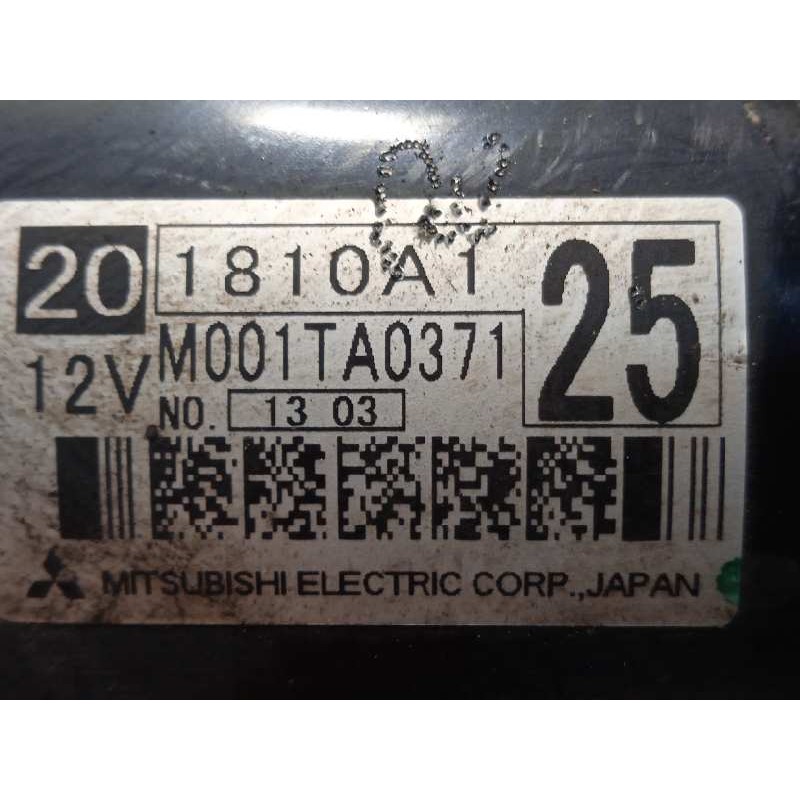 20 1810A1 25
12V M001TA0371
NO. 13 03
MITSUBISHI ELECTRIC CORP.,JAPAN